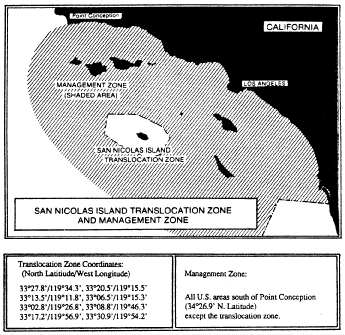 Point Conception
CALIFORNIA
MANAGEMENT ZONE
(SHADED AREA)
LOS ANGELES
SAN NICOLAS ISLAND
TRANSLOCATION ZONE
SAN NICOLAS ISLAND TRANSLOCATION ZONE
AND MANAGEMENT ZONE
Translocation Zone Coordinates:
(North Latitiude/West Longitude)
33°27.8'/119°34.3', 33°20.5'/119°15.5'
33°13.5'/119°11.8', 33°06.5'/119°15.3'
33°02.8'/119°26.8', 33°08.8'/119°46.3'
33°17.2'/119°56.9', 33°30.9'/119°54.2'
Management Zone:
All U.S. areas south of Point Conception
(34°26.9' N. Latitude)
except the translocation zone.